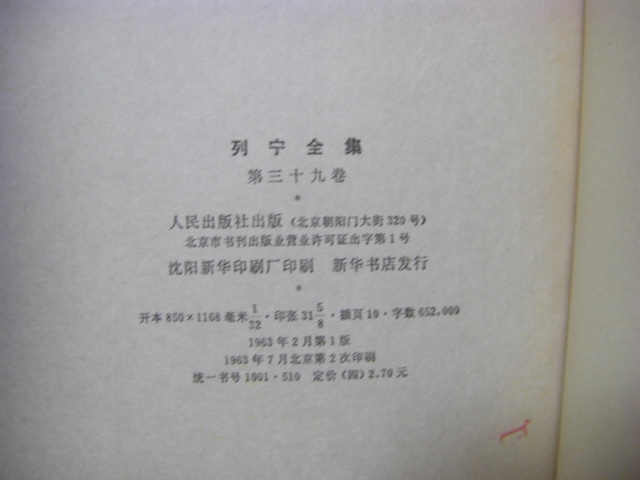 列宁全集
第三十九卷
*
人民出版社出版（北京朝阳门大街320号）
北京市书刊出版业营业许可证出字第1号
沈阳新华印刷厂印刷 新华书店发行
*
开本850×1168毫米1/32·印张31 5/8·插页10·字数652,000
1963年2月第1版
1963年7月北京第2次印刷
统一书号1001·510 定价（四）2.70元